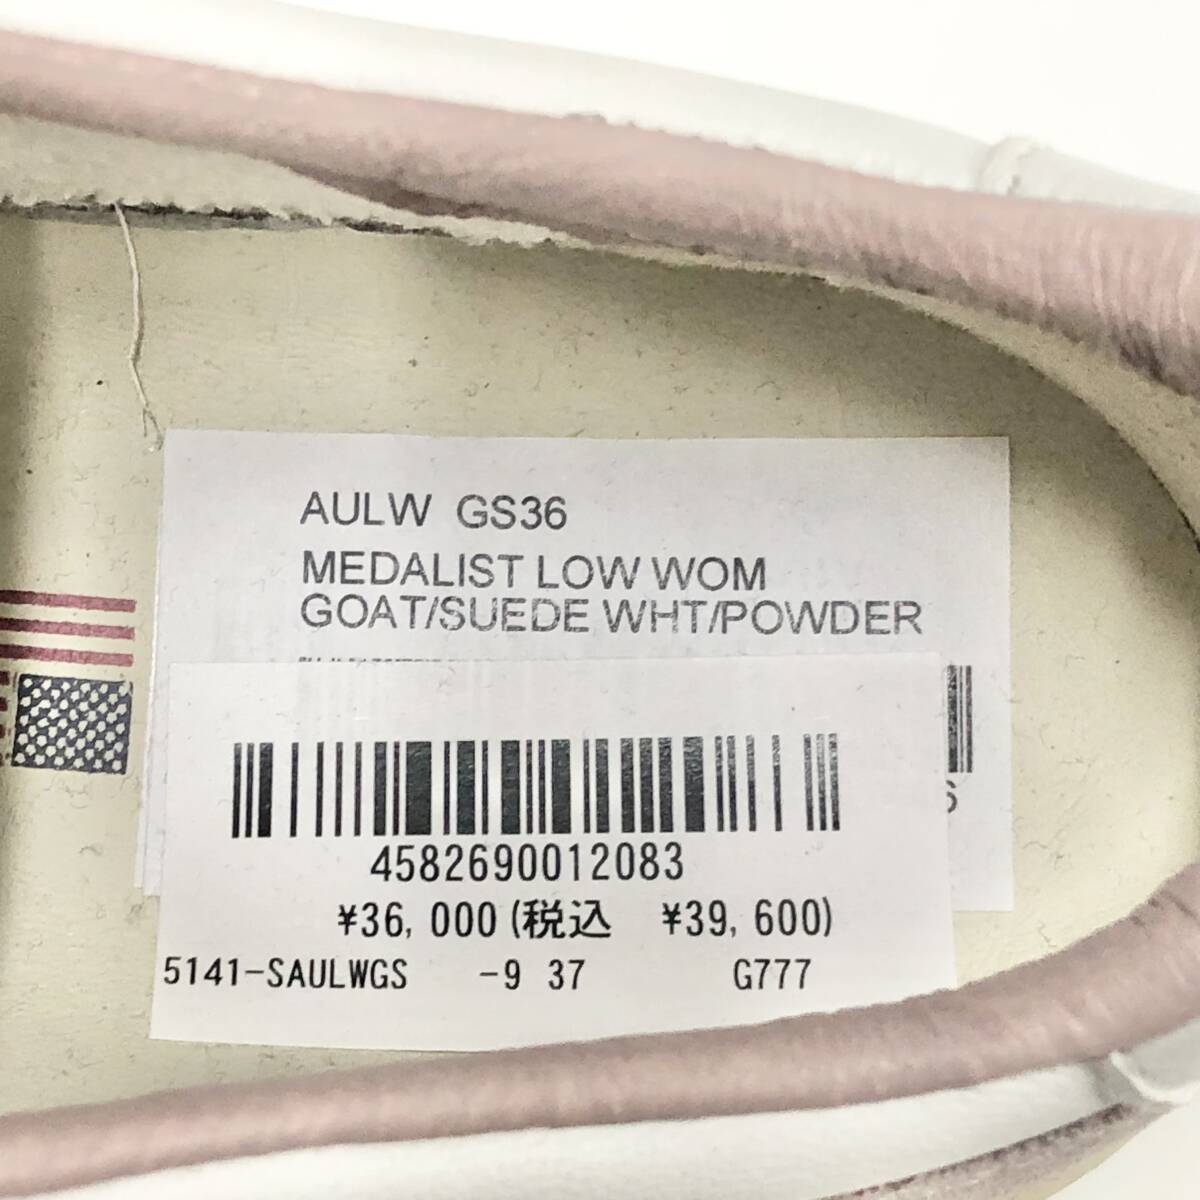 AULW GS36
MEDALIST LOW WOM
GOAT/SUEDE WHT/POWDER
4582690012083
¥36,000(税込 ¥39,600)
5141-SAULWGS -9 37 G777